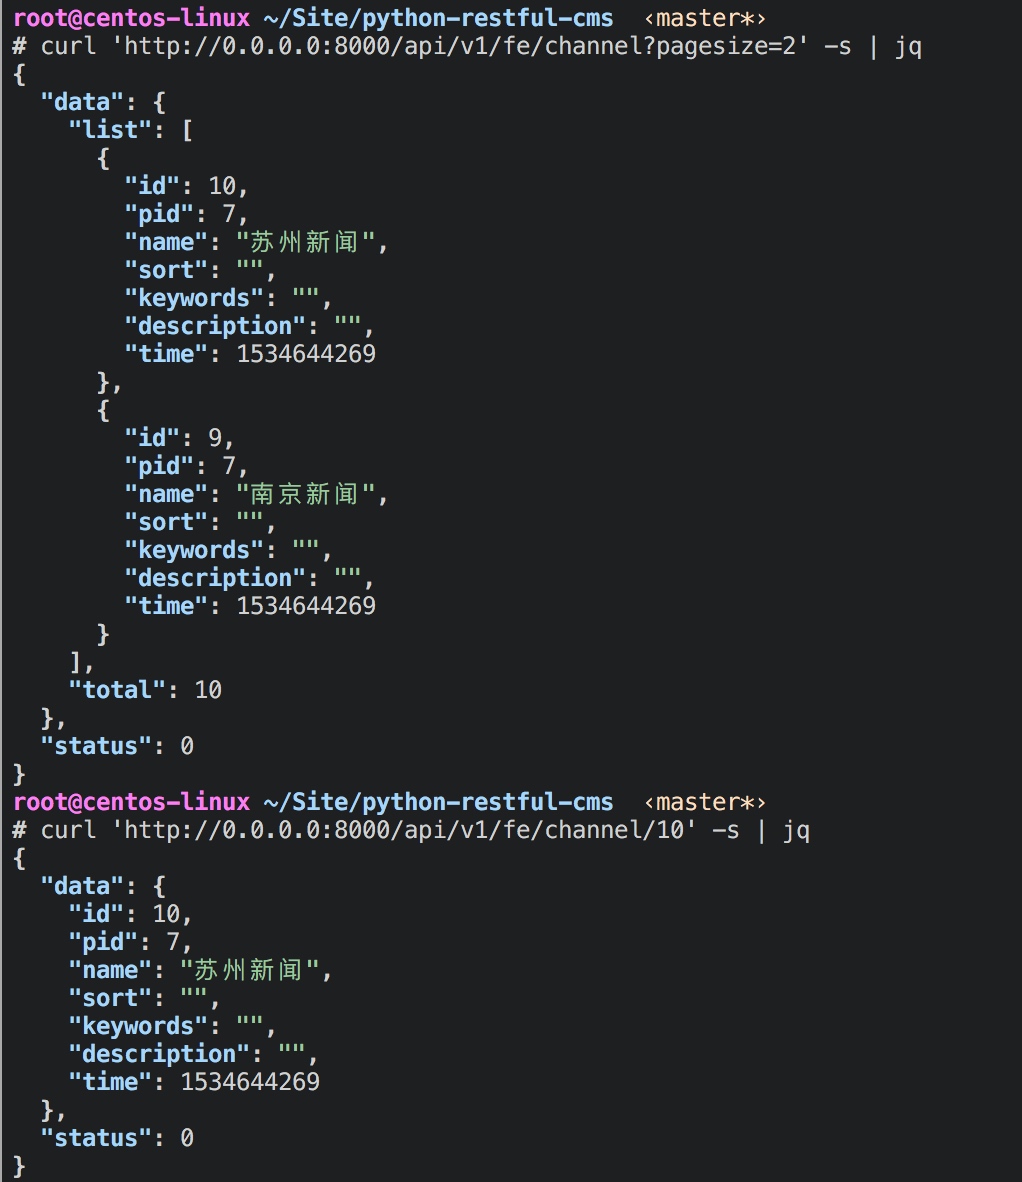 root@centos-linux ~/Site/python-restful-cms ‹master*›
# curl 'http://0.0.0.0:8000/api/v1/fe/channel?pagesize=2' -s | jq
{
  "data": {
    "list": [
      {
        "id": 10,
        "pid": 7,
        "name": "苏州新闻",
        "sort": "",
        "keywords": "",
        "description": "",
        "time": 1534644269
      },
      {
        "id": 9,
        "pid": 7,
        "name": "南京新闻",
        "sort": "",
        "keywords": "",
        "description": "",
        "time": 1534644269
      }
    ],
    "total": 10
  },
  "status": 0
}
root@centos-linux ~/Site/python-restful-cms ‹master*›
# curl 'http://0.0.0.0:8000/api/v1/fe/channel/10' -s | jq
{
  "data": {
    "id": 10,
    "pid": 7,
    "name": "苏州新闻",
    "sort": "",
    "keywords": "",
    "description": "",
    "time": 1534644269
  },
  "status": 0
}